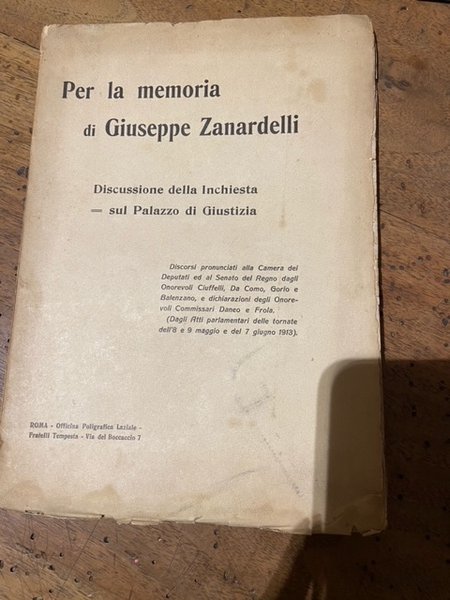 Per la memoria
di Giuseppe Zanardelli
Discussione della Inchiesta
= sul Palazzo di Giustizia
Discorsi pronunciati alla Camera dei
Deputati ed al Senato del Regno dagli
Onorevoli Ciuffelli, Da Como, Gorio e
Balenzano, e dichiarazioni degli Onore-
voli Commissari Daneo e Frola.
(Dagli Atti parlamentari delle tornate
dell'8 e 9 maggio e del 7 giugno 1913).
ROMA - Officina Poligrafica Laziale -
Fratelli Tempesta - Via del Boccaccio 7